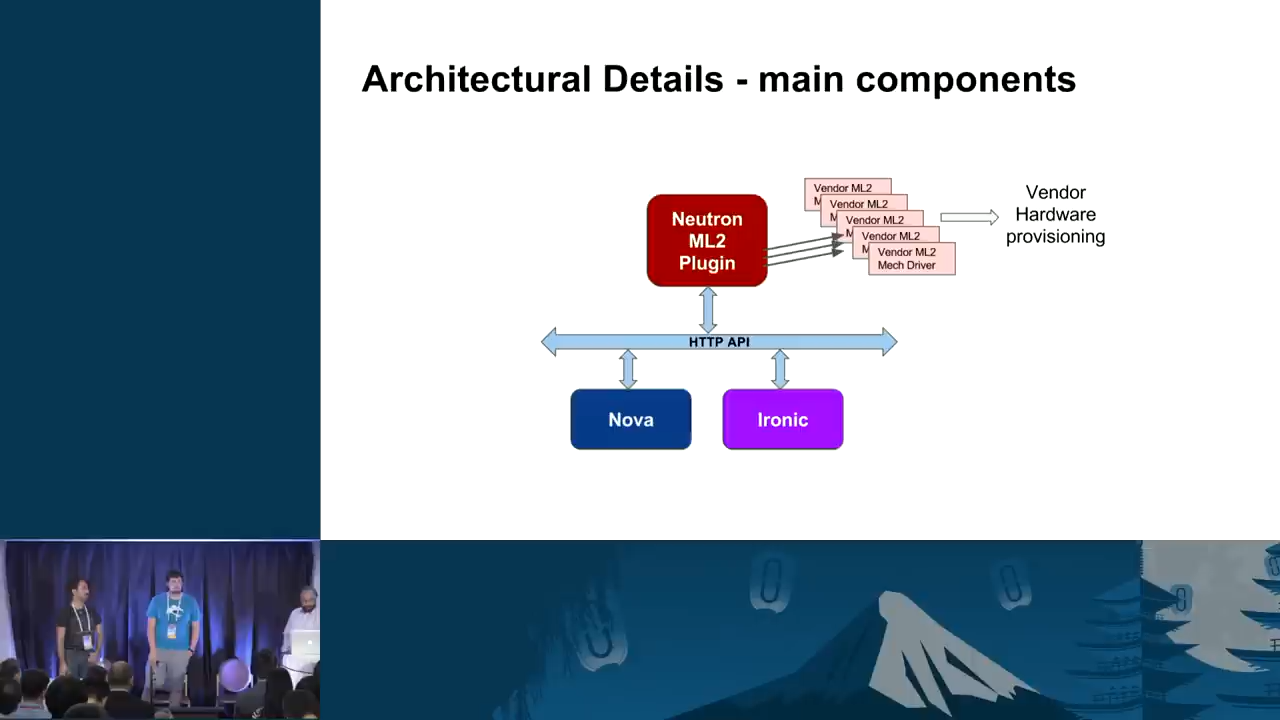 Architectural Details - main components
Neutron
ML2
Plugin
Vendor ML2
M
Vendor ML2
M
Vendor ML2
M
Vendor ML2
M
Vendor ML2
Mech Driver
Vendor
Hardware
provisioning
HTTP API
Nova
Ironic